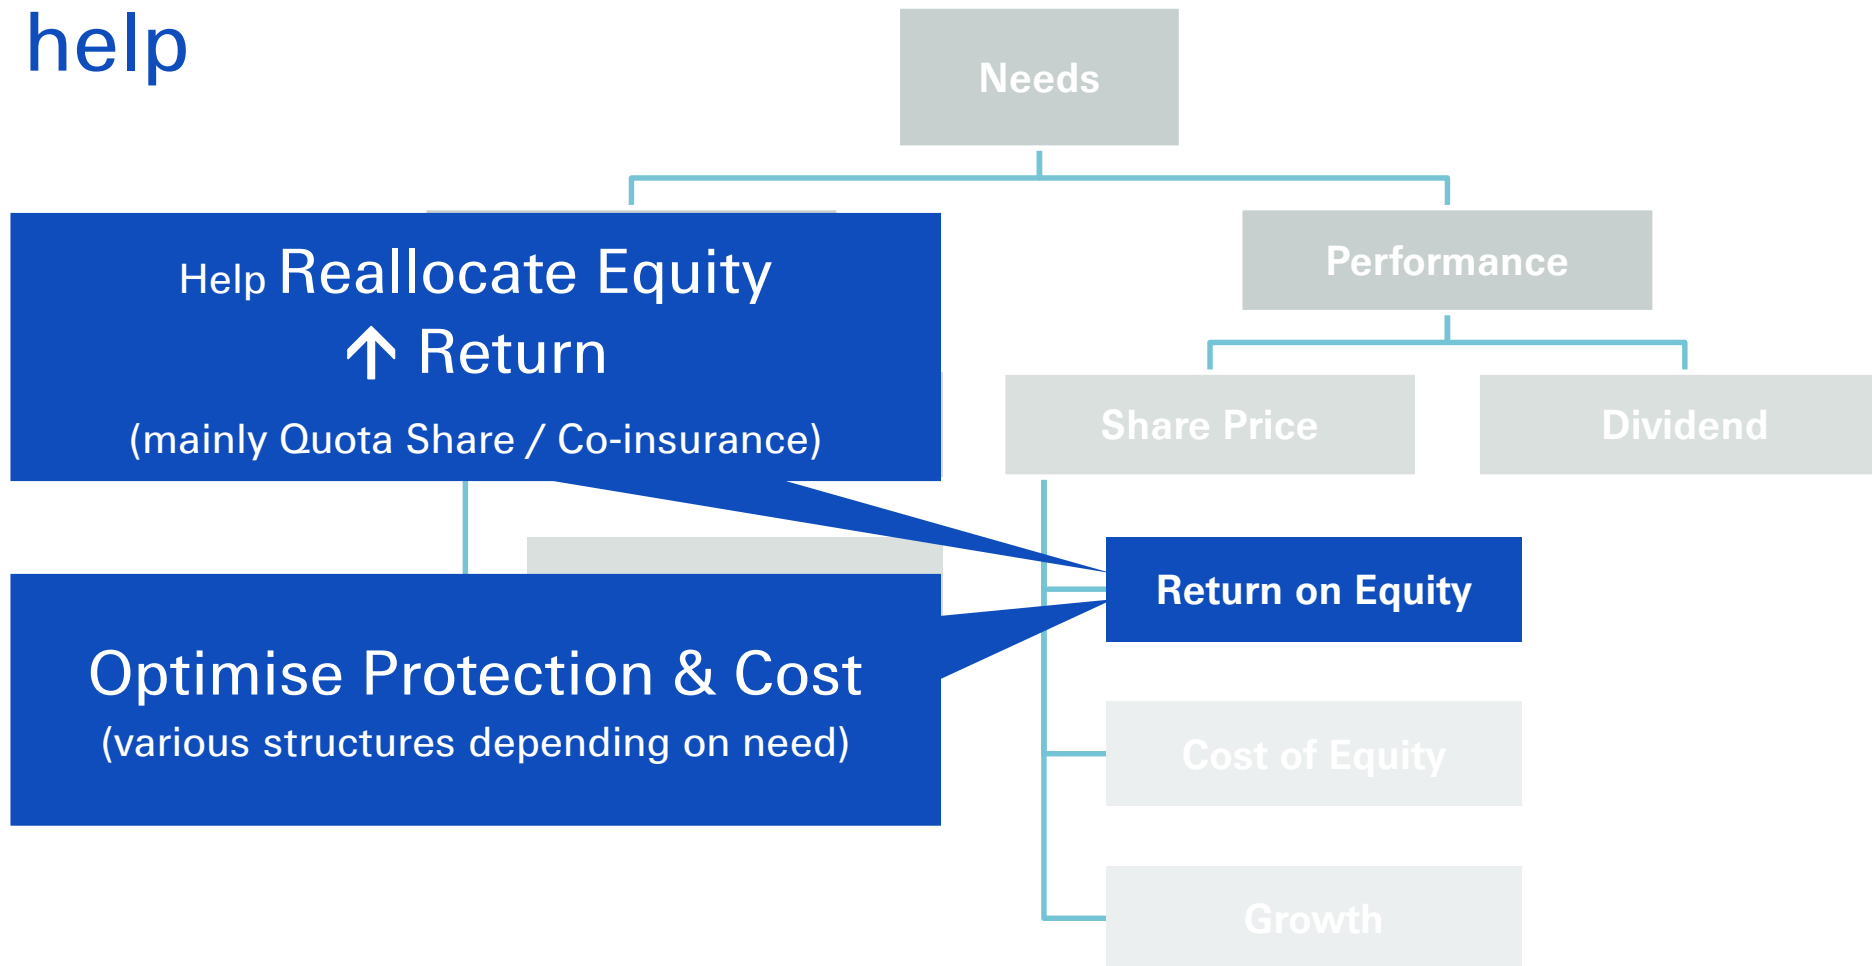 help
Needs
Help Reallocate Equity
↑ Return
(mainly Quota Share / Co-insurance)
Performance
Share Price
Dividend
Return on Equity
Optimise Protection & Cost
(various structures depending on need)
Cost of Equity
Growth